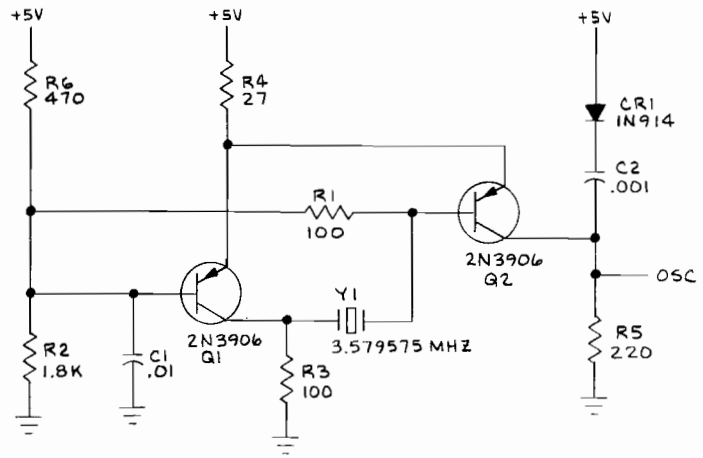 +5V
+5V
+5V
R6
470
R4
27
CR1
1N914
C2
.001
R1
100
2N3906
Q2
OSC
Y1
3.579575 MHZ
2N3906
Q1
R2
1.8K
C1
.01
R3
100
R5
220